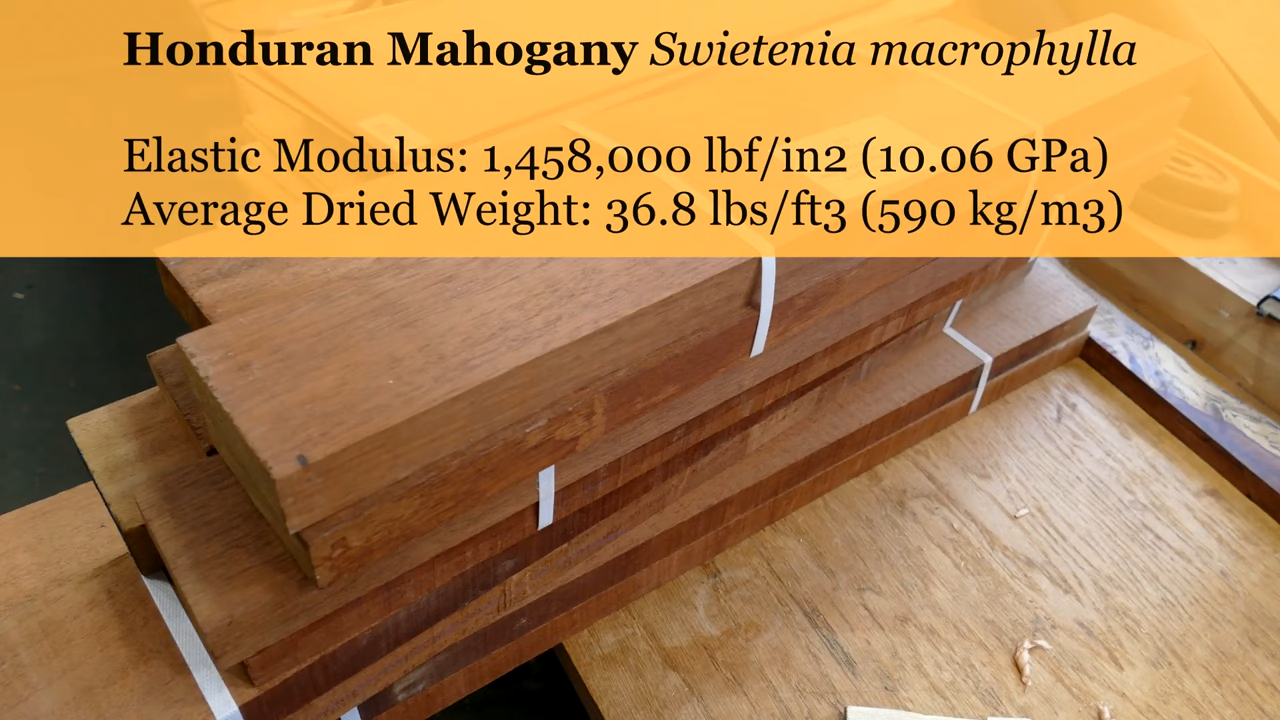 Honduran Mahogany Swietenia macrophylla
Elastic Modulus: 1,458,000 lbf/in2 (10.06 GPa)
Average Dried Weight: 36.8 lbs/ft3 (590 kg/m3)